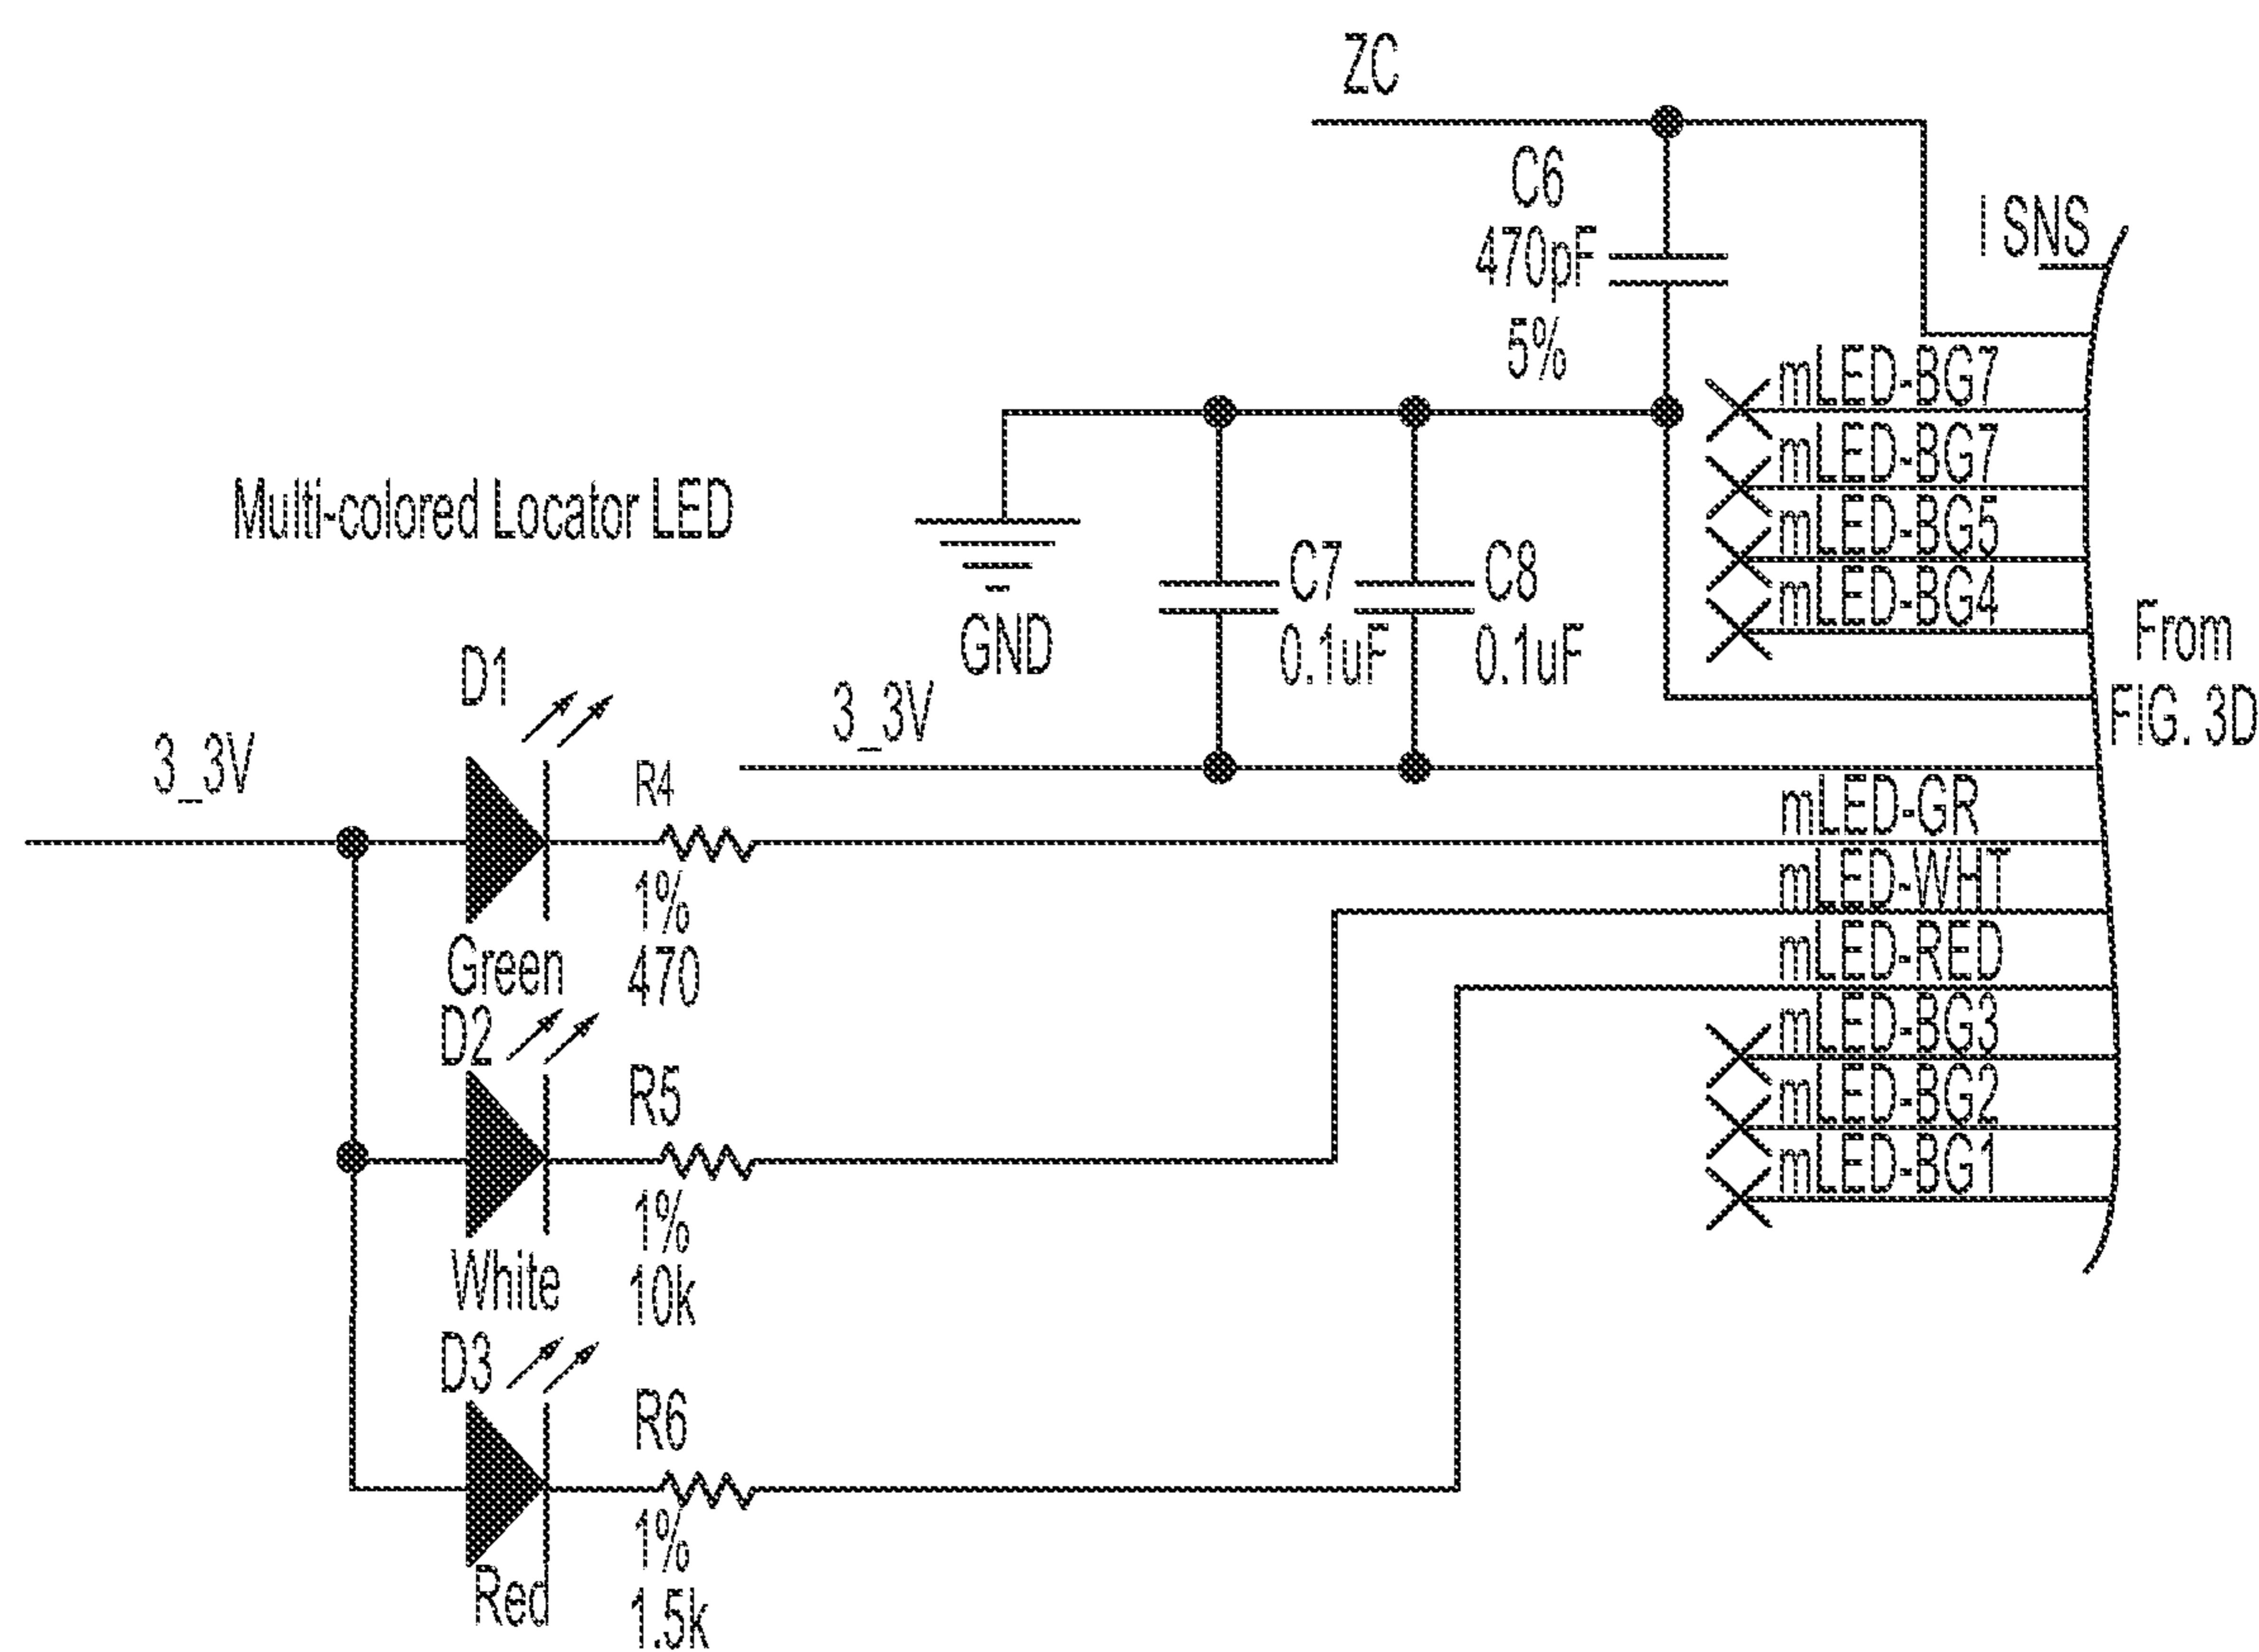 ZC
C6
470pF
5%
I SNS
mLED-BG7
mLED-BG7
mLED-BG5
mLED-BG4
From
FIG. 3D
Multi-colored Locator LED
GND
C7
0.1uF
C8
0.1uF
3_3V
3_3V
D1
Green
R4
1%
470
mLED-GR
mLED-WHT
mLED-RED
mLED-BG3
mLED-BG2
mLED-BG1
D2
White
R5
1%
10k
D3
Red
R6
1%
1.5k